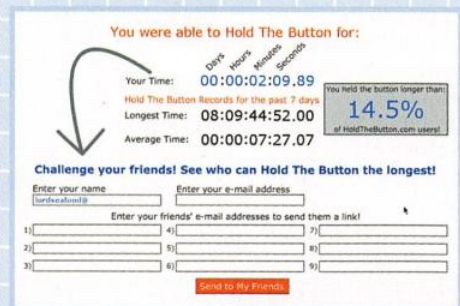 You were able to Hold The Button for:
Days Hours Minutes Seconds
Your Time: 00:00:02:09.89
Hold The Button Records for the past 7 days
Longest Time: 08:09:44:52.00
Average Time: 00:00:07:27.07
You held the button longer than:
14.5%
of HoldTheButton.com users!
Challenge your friends! See who can Hold The Button the longest!
Enter your name Enter your e-mail address
lurdseafood@
Enter your friends' e-mail addresses to send them a link!
1) 4) 7)
2) 5) 8)
3) 6) 9)
Send to My Friends